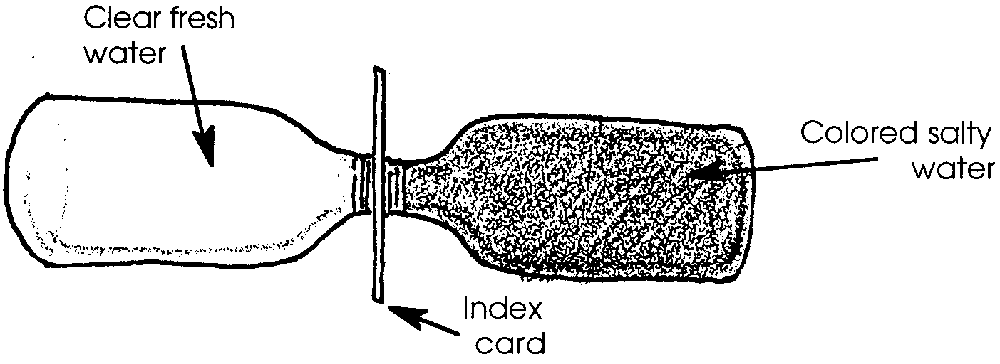 Clear fresh
water
Colored salty
water
Index
card